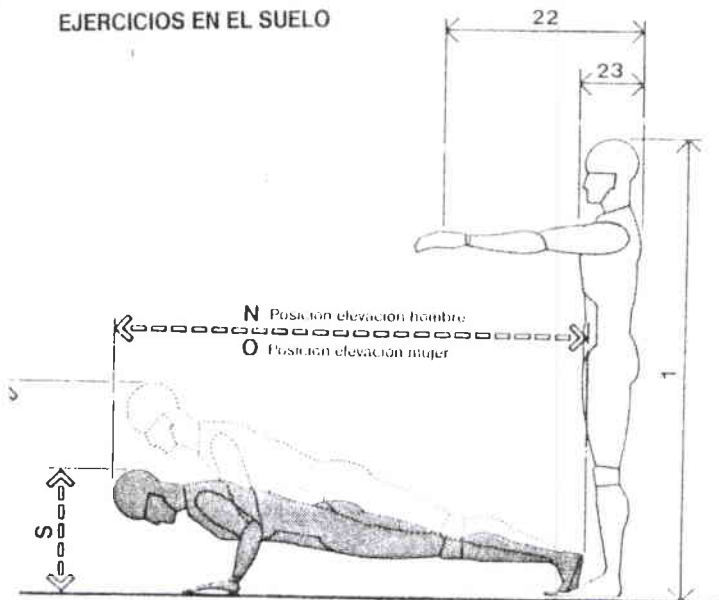 EJERCICIOS EN EL SUELO
22
23
N Posición elevación hombre
O Posición elevación mujer
1
S